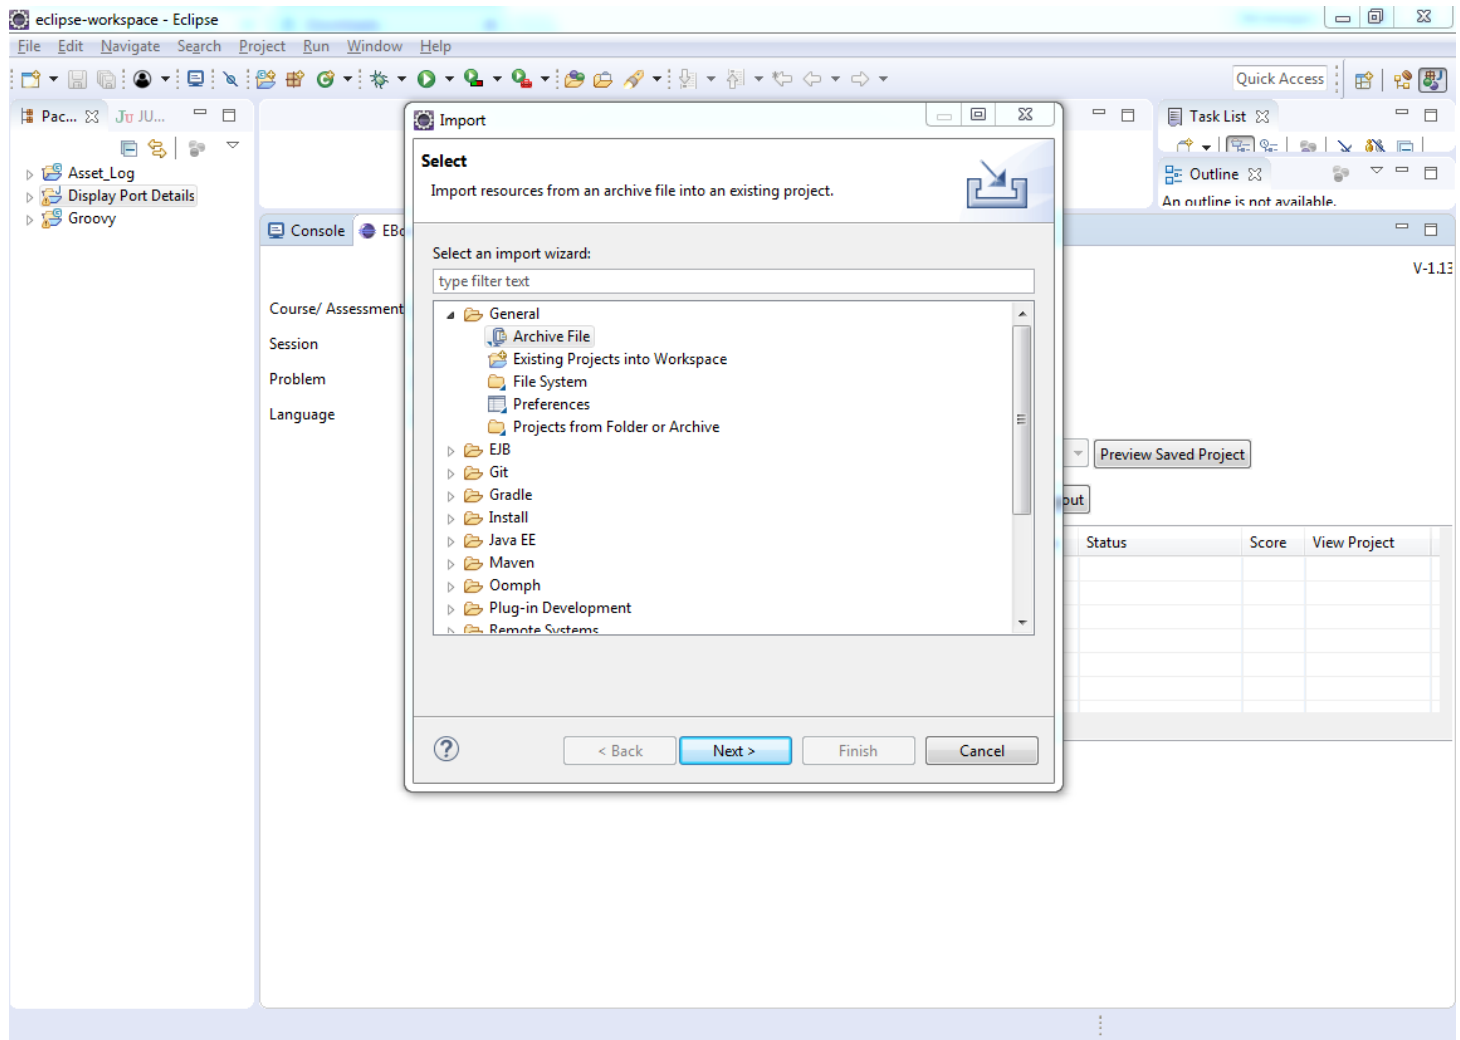 eclipse-workspace - Eclipse
File Edit Navigate Search Project Run Window Help
Quick Access
Pac...
JU JU...
Task List
Asset_Log
Display Port Details
Groovy
Outline
An outline is not available.
Console
V-1.13
Course/ Assessment
Session
Problem
Language
Preview Saved Project
out
Status Score View Project
Import
Select
Import resources from an archive file into an existing project.
Select an import wizard:
type filter text
General
Archive File
Existing Projects into Workspace
File System
Preferences
Projects from Folder or Archive
EJB
Git
Gradle
Install
Java EE
Maven
Oomph
Plug-in Development
Remote Systems
? < Back Next > Finish Cancel